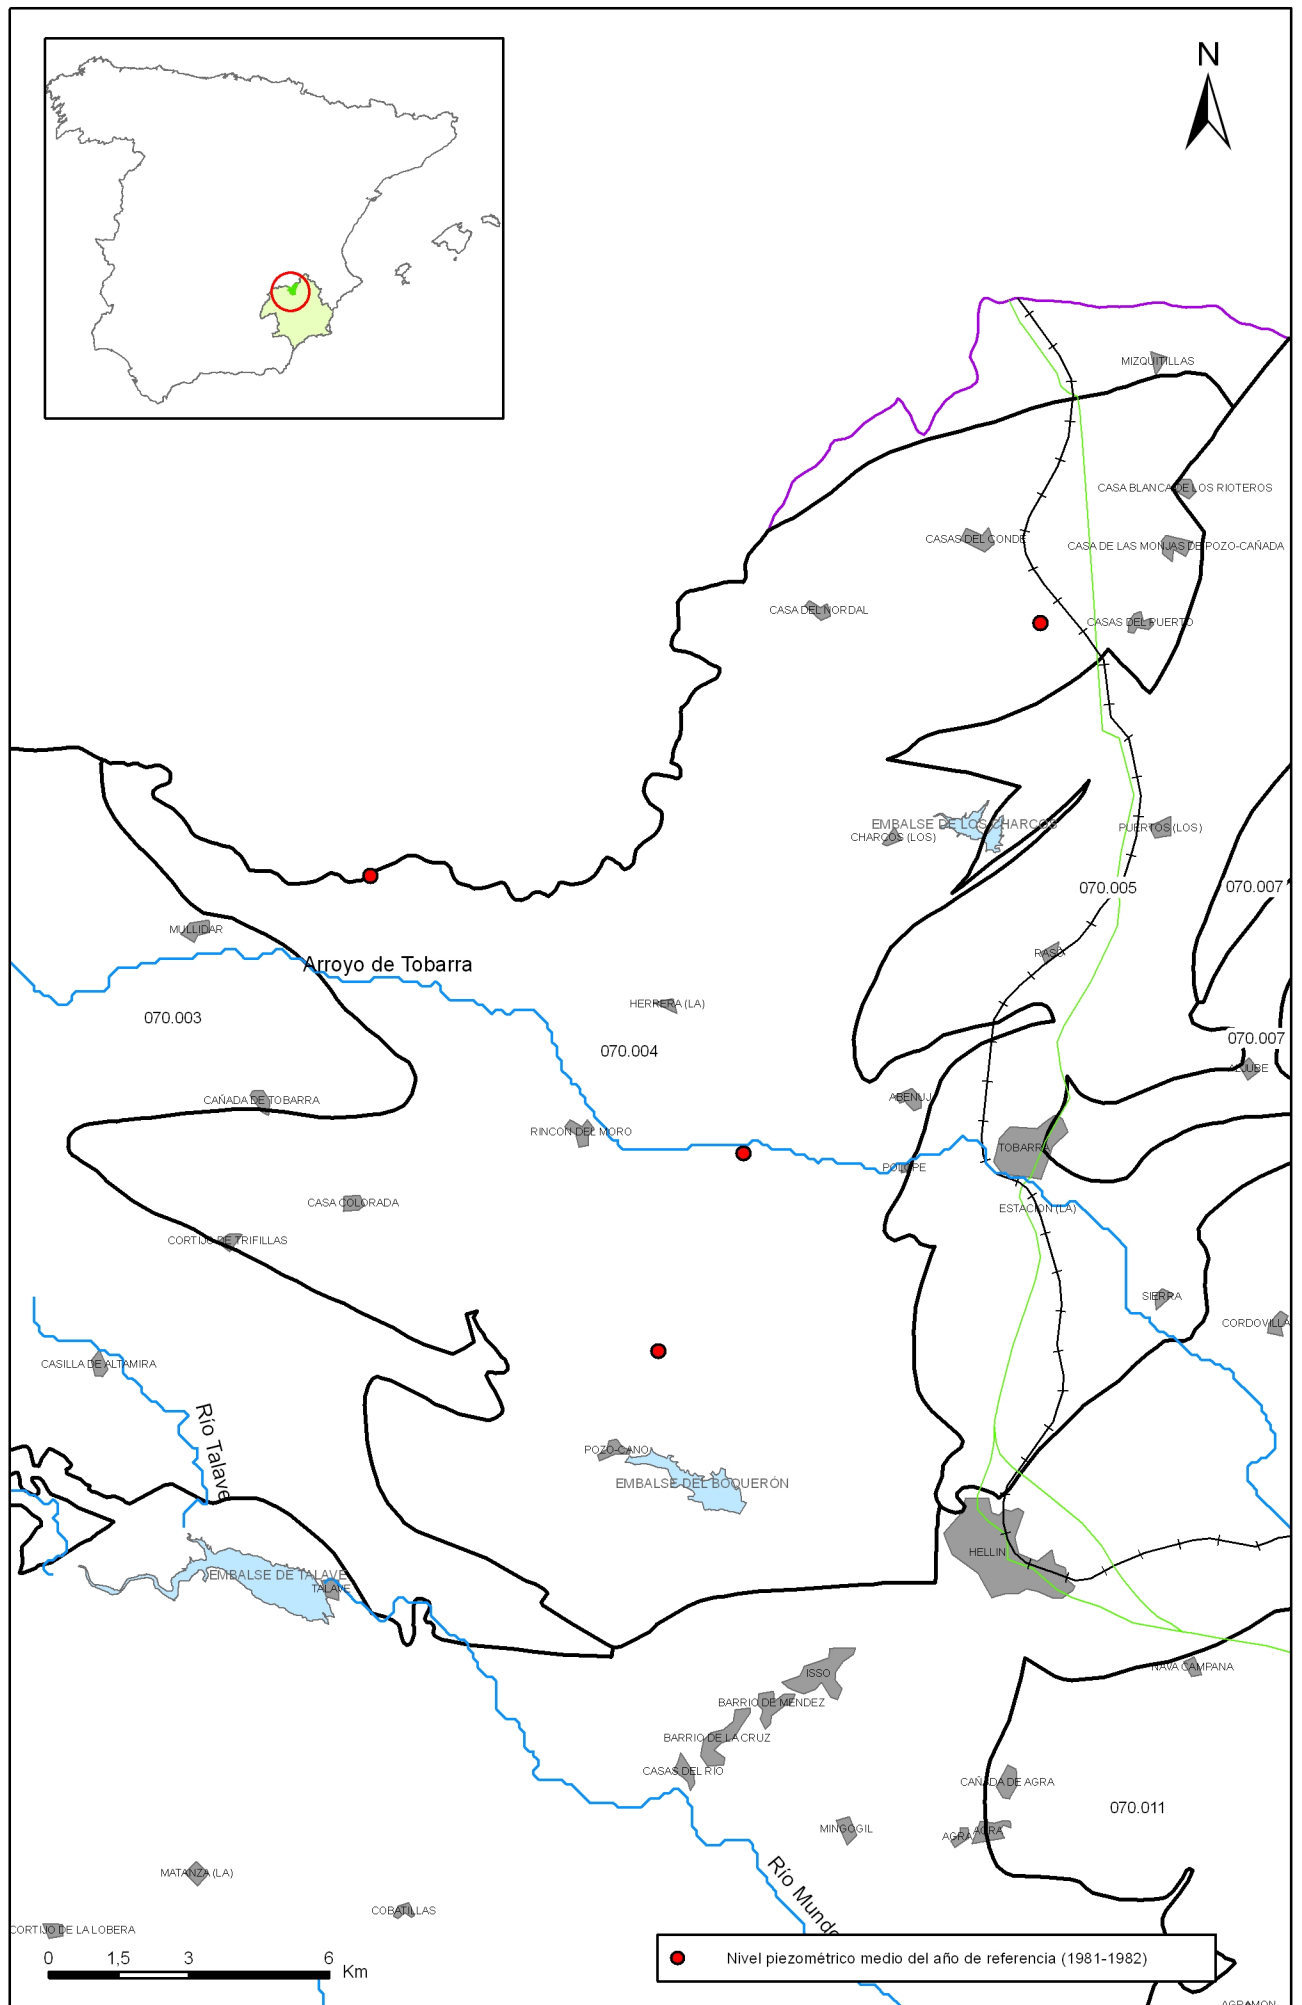 N
MIZQUITILLAS
CASA BLANCA DE LOS RIOTEROS
CASAS DEL CONDE
CASA DE LAS MONJAS DE POZO-CAÑADA
CASA DEL NORDAL
CASAS DEL PUERTO
EMBALSE DE LOS CHARCOS
CHARCOS (LOS)
PUERTOS (LOS)
070.005
070.007
MULLIDAR
RASO
Arroyo de Tobarra
HERRERA (LA)
070.003
070.004
070.007
ALJUBE
CAÑADA DE TOBARRA
ABENUJ
RINCON DEL MORO
TOBARRA
POLOPE
CASA COLORADA
ESTACION (LA)
CORTIJO DE TRIFILLAS
SIERRA
CORDOVILLA
CASILLA DE ALTAMIRA
Río Talave
POZO-CANO
EMBALSE DEL BOQUERÓN
HELLIN
EMBALSE DE TALAVE
TALAVE
NAVA CAMPANA
ISSO
BARRIO DE MENDEZ
BARRIO DE LA CRUZ
CASAS DEL RIO
CAÑADA DE AGRA
070.011
MINGOGIL
AGRA
AGRA
MATANZA (LA)
Río Mundo
COBATILLAS
CORTIJO DE LA LOBERA
0 1,5 3 6
Km
Nivel piezométrico medio del año de referencia (1981-1982)
AGRAMON